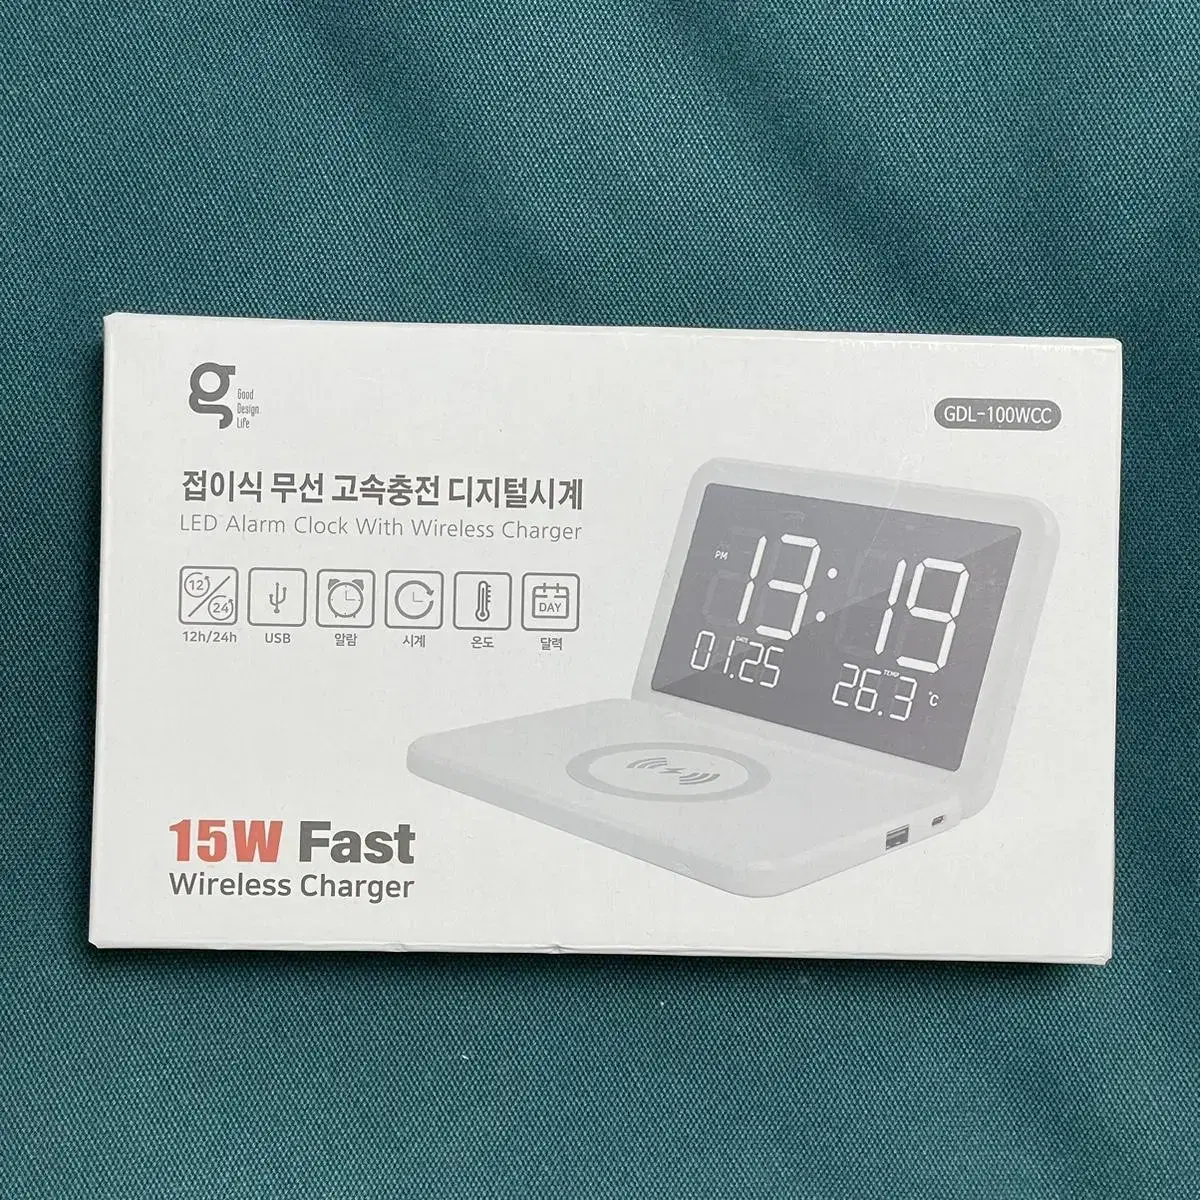 g
Good
Design
Life
GDL-100WCC
접이식 무선 고속충전 디지털시계
LED Alarm Clock With Wireless Charger
12 24
DAY
12h/24h USB 알람 시계 온도 달력
PM 13:19
DATE
01.25
TEMP
26.3 °C
15W Fast
Wireless Charger